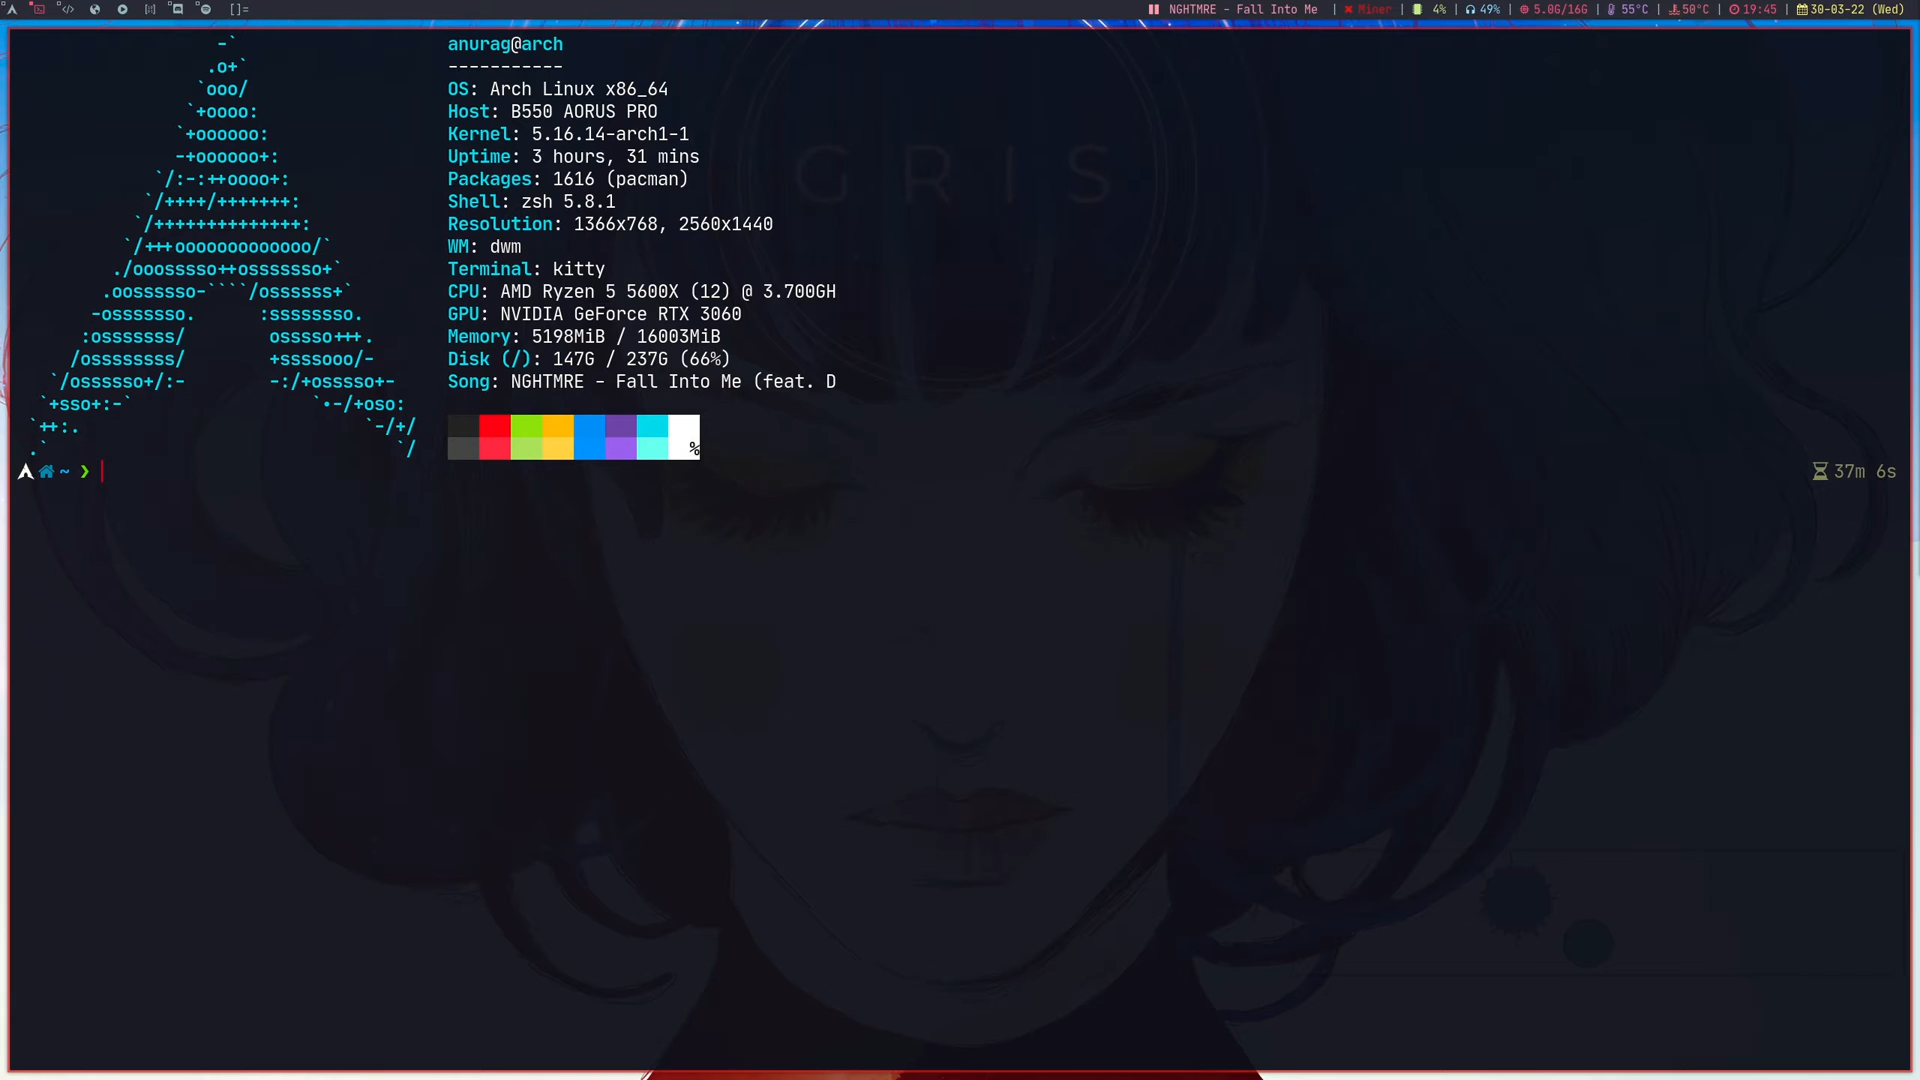 []= NGHTMRE - Fall Into Me | ✖ Miner | 4% | 49% | 5.0G/16G | 55°C | 50°C | 19:45 | 30-03-22 (Wed)
anurag@arch
-----------
OS: Arch Linux x86_64
Host: B550 AORUS PRO
Kernel: 5.16.14-arch1-1
Uptime: 3 hours, 31 mins
Packages: 1616 (pacman)
Shell: zsh 5.8.1
Resolution: 1366x768, 2560x1440
WM: dwm
Terminal: kitty
CPU: AMD Ryzen 5 5600X (12) @ 3.700GH
GPU: NVIDIA GeForce RTX 3060
Memory: 5198MiB / 16003MiB
Disk (/): 147G / 237G (66%)
Song: NGHTMRE - Fall Into Me (feat. D
%
~ ❯ 37m 6s
GRIS